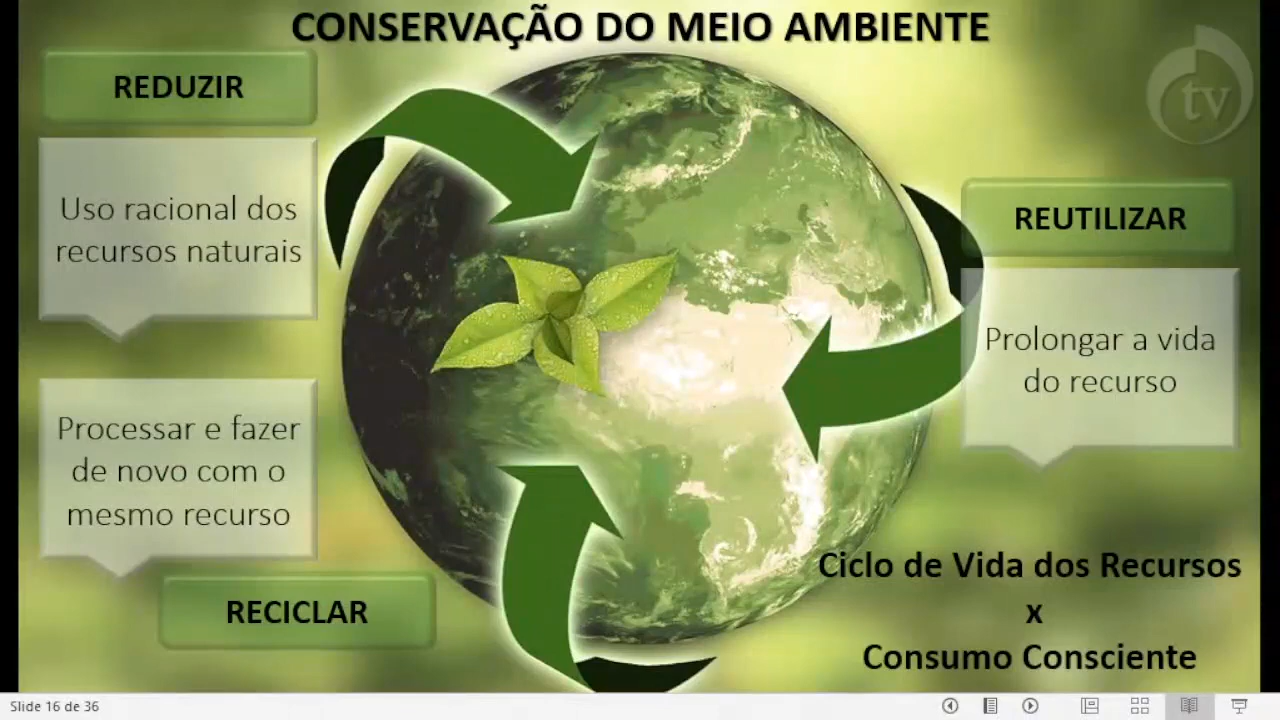 CONSERVAÇÃO DO MEIO AMBIENTE
REDUZIR
Uso racional dos
recursos naturais
REUTILIZAR
Prolongar a vida
do recurso
Processar e fazer
de novo com o
mesmo recurso
RECICLAR
Ciclo de Vida dos Recursos
x
Consumo Consciente
tv
Slide 16 de 36